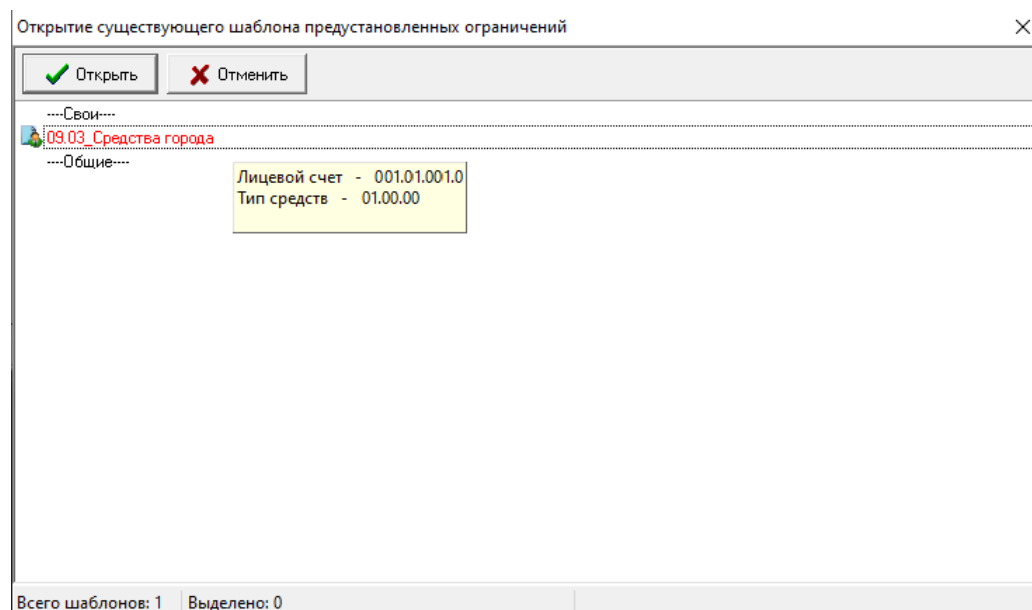 Открытие существующего шаблона предустановленных ограничений
Открыть Отменить
----Свои----
09.03_Средства города
----Общие----
Лицевой счет - 001.01.001.0
Тип средств - 01.00.00
Всего шаблонов: 1 Выделено: 0